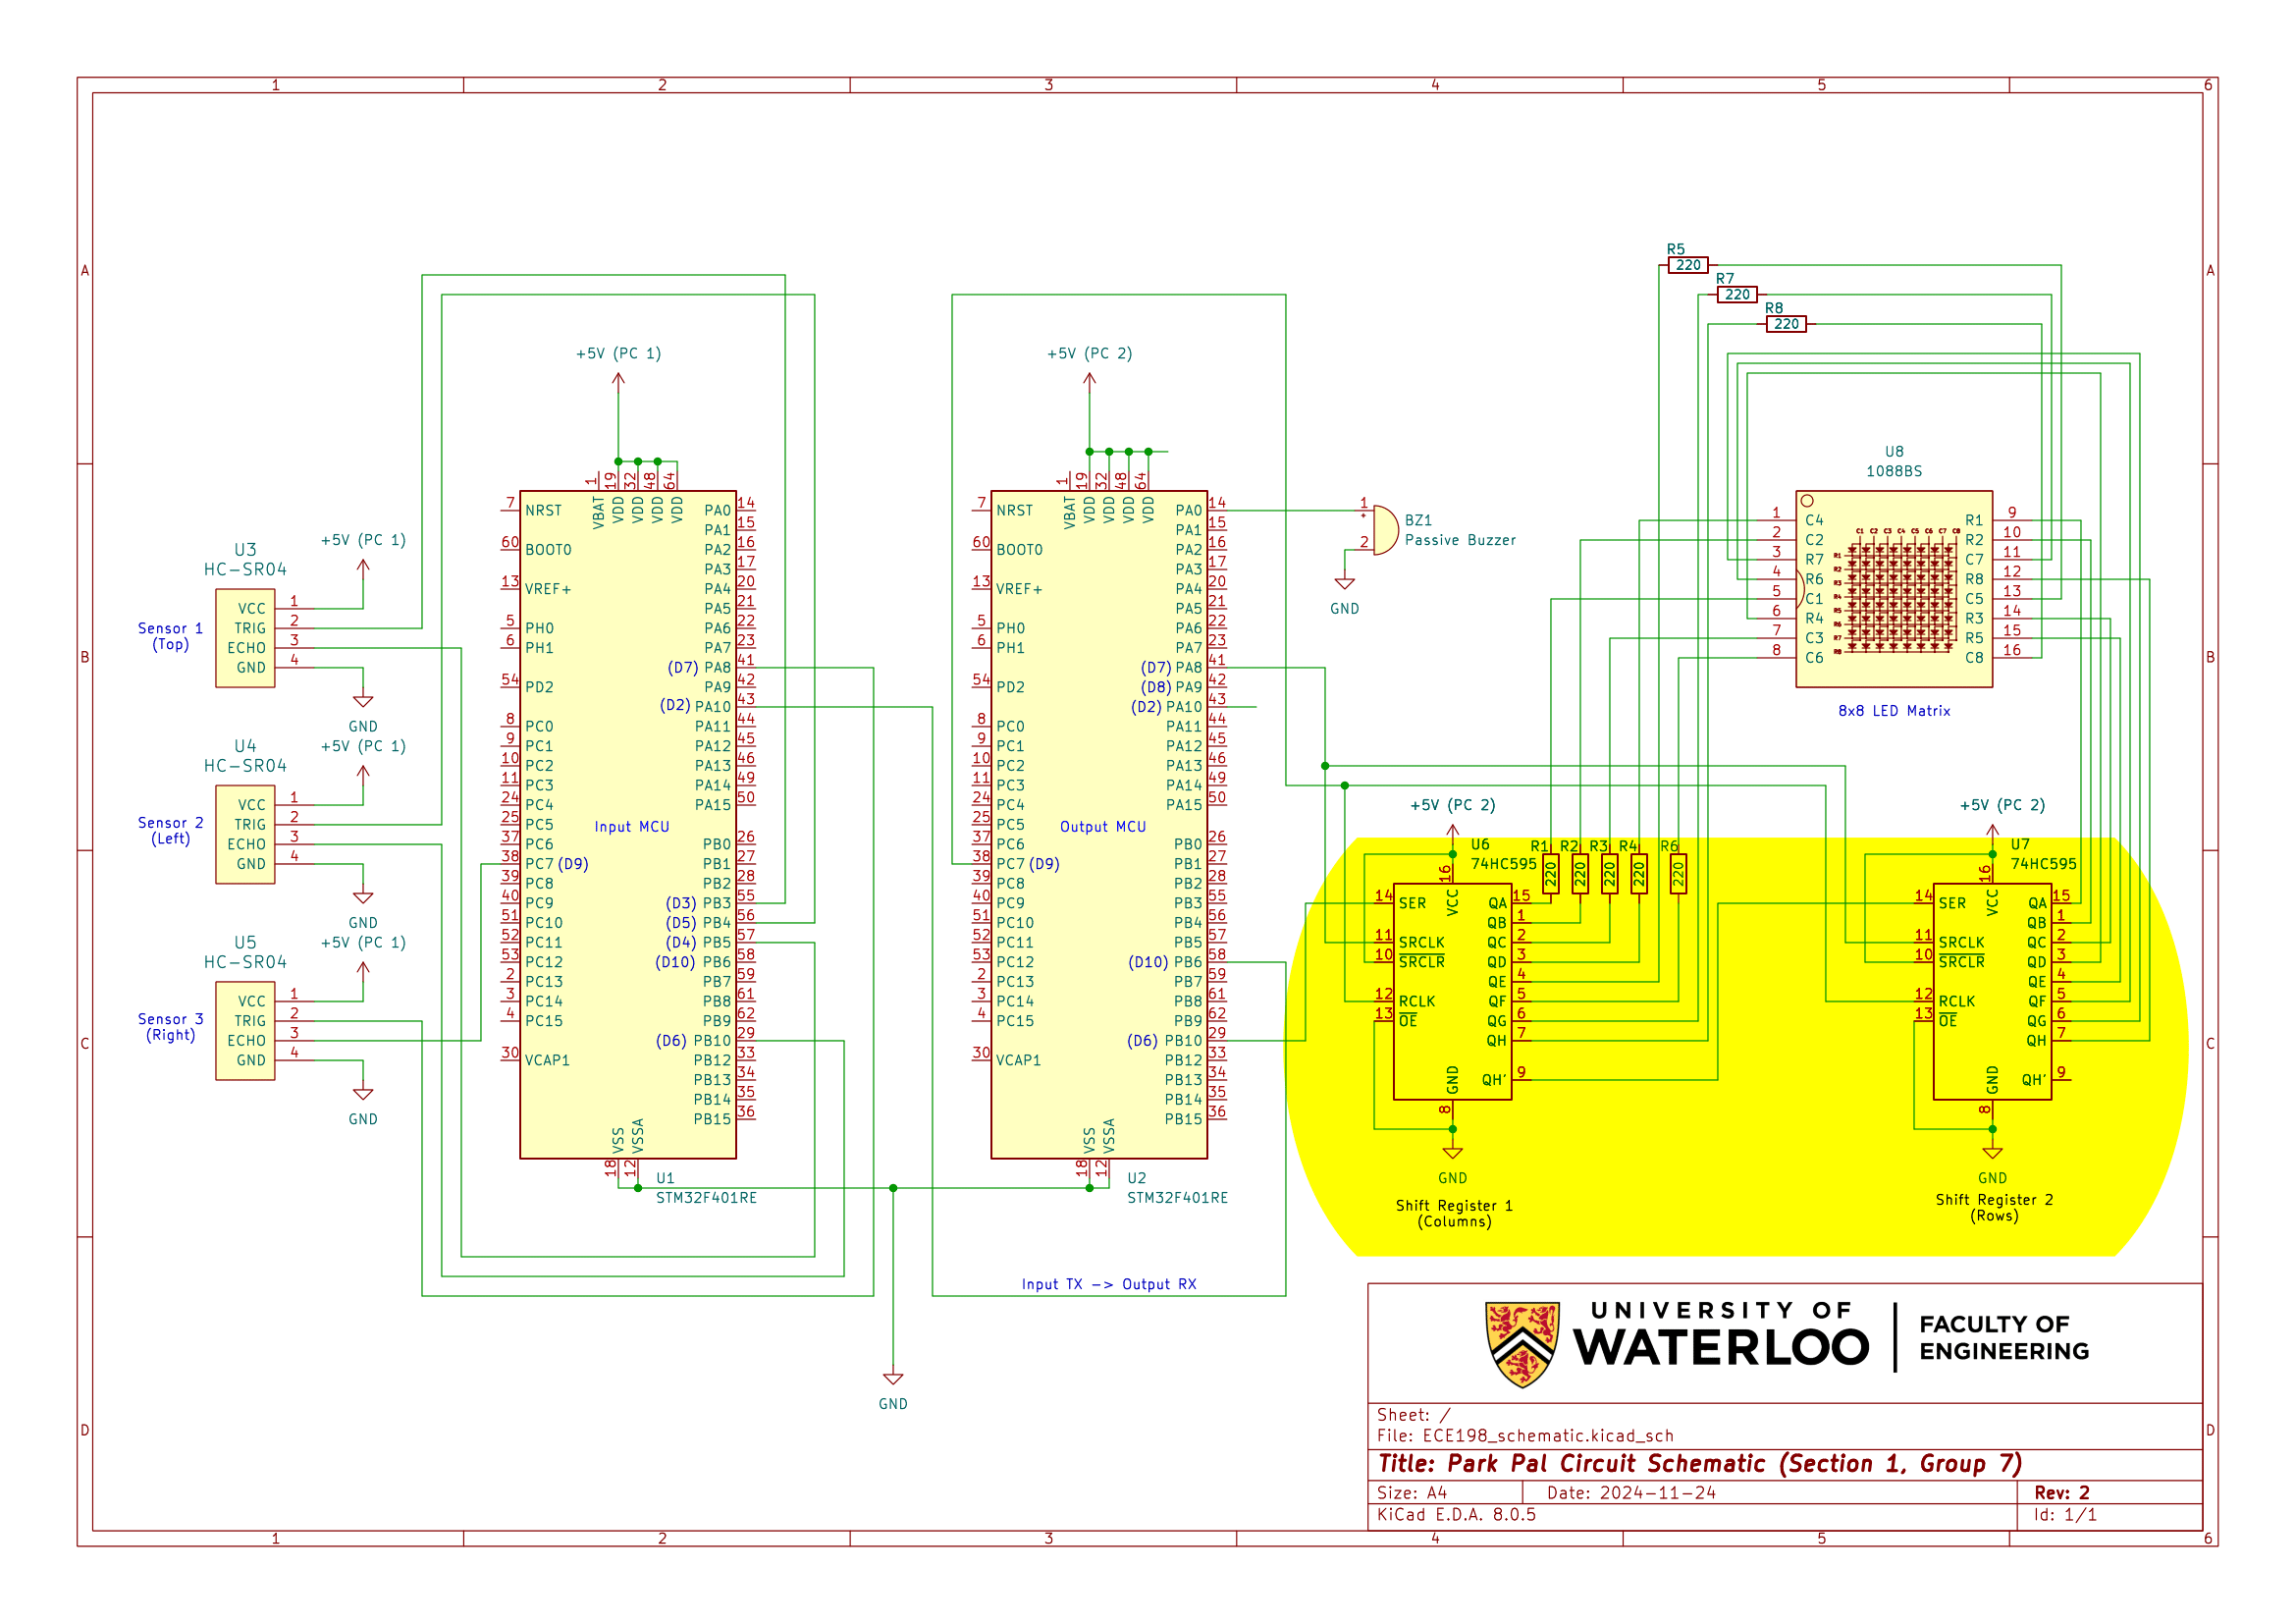 1 2 3 4 5 6
A A
B B
C C
D D
1 2 3 4 5 6
U3
HC-SR04
Sensor 1
(Top)
VCC 1
TRIG 2
ECHO 3
GND 4
+5V (PC 1)
GND
U4
HC-SR04
Sensor 2
(Left)
VCC 1
TRIG 2
ECHO 3
GND 4
+5V (PC 1)
GND
U5
HC-SR04
Sensor 3
(Right)
VCC 1
TRIG 2
ECHO 3
GND 4
+5V (PC 1)
GND
+5V (PC 1)
1 19 32 48 64
VBAT VDD VDD VDD VDD
7 NRST
60 BOOT0
13 VREF+
5 PH0
6 PH1
54 PD2
8 PC0
9 PC1
10 PC2
11 PC3
24 PC4
25 PC5
37 PC6
38 PC7 (D9)
39 PC8
40 PC9
51 PC10
52 PC11
53 PC12
2 PC13
3 PC14
4 PC15
30 VCAP1
Input MCU
PA0 14
PA1 15
PA2 16
PA3 17
PA4 20
PA5 21
PA6 22
PA7 23
(D7) PA8 41
PA9 42
(D2) PA10 43
PA11 44
PA12 45
PA13 46
PA14 49
PA15 50
PB0 26
PB1 27
PB2 28
(D3) PB3 55
(D5) PB4 56
(D4) PB5 57
(D10) PB6 58
PB7 59
PB8 61
PB9 62
(D6) PB10 29
PB12 33
PB13 34
PB14 35
PB15 36
VSS VSSA
18 12
U1
STM32F401RE
+5V (PC 2)
1 19 32 48 64
VBAT VDD VDD VDD VDD
7 NRST
60 BOOT0
13 VREF+
5 PH0
6 PH1
54 PD2
8 PC0
9 PC1
10 PC2
11 PC3
24 PC4
25 PC5
37 PC6
38 PC7 (D9)
39 PC8
40 PC9
51 PC10
52 PC11
53 PC12
2 PC13
3 PC14
4 PC15
30 VCAP1
Output MCU
PA0 14
PA1 15
PA2 16
PA3 17
PA4 20
PA5 21
PA6 22
PA7 23
(D7) PA8 41
(D8) PA9 42
(D2) PA10 43
PA11 44
PA12 45
PA13 46
PA14 49
PA15 50
PB0 26
PB1 27
PB2 28
PB3 55
PB4 56
PB5 57
(D10) PB6 58
PB7 59
PB8 61
PB9 62
(D6) PB10 29
PB12 33
PB13 34
PB14 35
PB15 36
VSS VSSA
18 12
U2
STM32F401RE
Input TX -> Output RX
GND
1
+
2
BZ1
Passive Buzzer
GND
R5
220
R7
220
R8
220
U8
1088BS
1 C4
2 C2
3 R7
4 R6
5 C1
6 R4
7 C3
8 C6
C1 C2 C3 C4 C5 C6 C7 C8
R1
R2
R3
R4
R5
R6
R7
R8
R1 9
R2 10
C7 11
R8 12
C5 13
R3 14
R5 15
C8 16
8x8 LED Matrix
+5V (PC 2)
U6
74HC595
R1 R2 R3 R4 R6
220 220 220 220 220
16
VCC
14 SER
11 SRCLK
10 SRCLR
12 RCLK
13 OE
QA 15
QB 1
QC 2
QD 3
QE 4
QF 5
QG 6
QH 7
QH' 9
GND
8
GND
Shift Register 1
(Columns)
+5V (PC 2)
U7
74HC595
16
VCC
14 SER
11 SRCLK
10 SRCLR
12 RCLK
13 OE
QA 15
QB 1
QC 2
QD 3
QE 4
QF 5
QG 6
QH 7
QH' 9
GND
8
GND
Shift Register 2
(Rows)
UNIVERSITY OF
WATERLOO
FACULTY OF
ENGINEERING
Sheet: /
File: ECE198_schematic.kicad_sch
Title: Park Pal Circuit Schematic (Section 1, Group 7)
Size: A4 Date: 2024-11-24 Rev: 2
KiCad E.D.A. 8.0.5 Id: 1/1